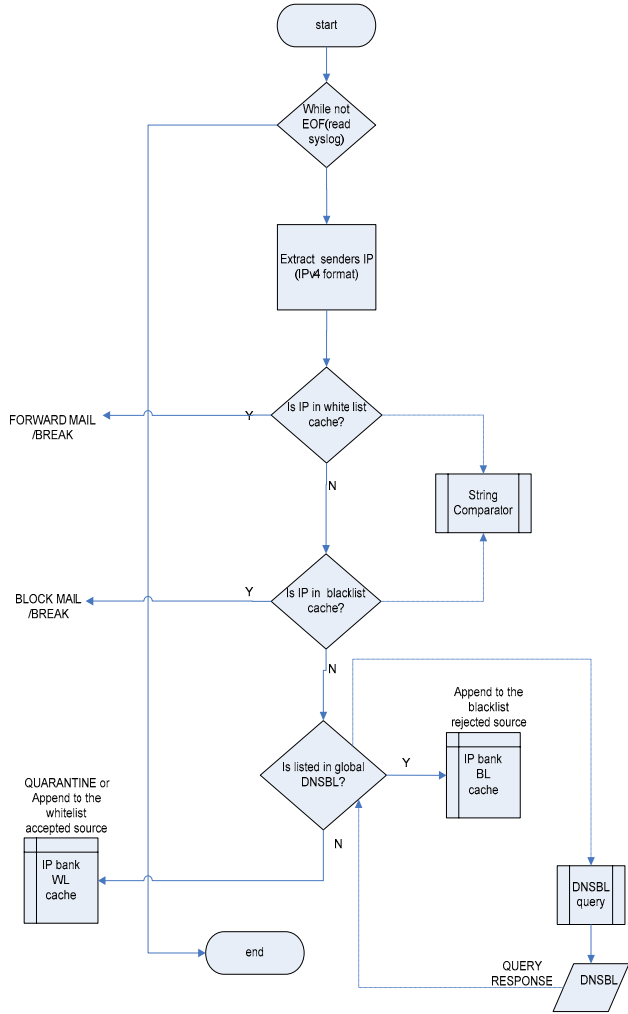 start
While not
EOF(read
syslog)
Extract senders IP
(IPv4 format)
Is IP in white list
cache?
Y
FORWARD MAIL
/BREAK
N
String
Comparator
Is IP in blacklist
cache?
Y
BLOCK MAIL
/BREAK
N
Is listed in global
DNSBL?
Y
Append to the
blacklist
rejected source
IP bank
BL
cache
N
QUARANTINE or
Append to the
whitelist
accepted source
IP bank
WL
cache
DNSBL
query
end
QUERY
RESPONSE
DNSBL